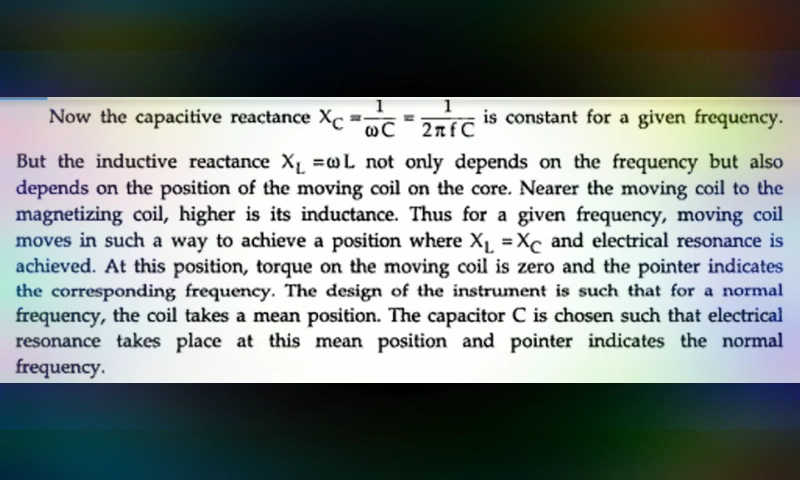 Now the capacitive reactance X_C = 1/ωC = 1/2πfC is constant for a given frequency.
But the inductive reactance X_L = ωL not only depends on the frequency but also
depends on the position of the moving coil on the core. Nearer the moving coil to the
magnetizing coil, higher is its inductance. Thus for a given frequency, moving coil
moves in such a way to achieve a position where X_L = X_C and electrical resonance is
achieved. At this position, torque on the moving coil is zero and the pointer indicates
the corresponding frequency. The design of the instrument is such that for a normal
frequency, the coil takes a mean position. The capacitor C is chosen such that electrical
resonance takes place at this mean position and pointer indicates the normal
frequency.